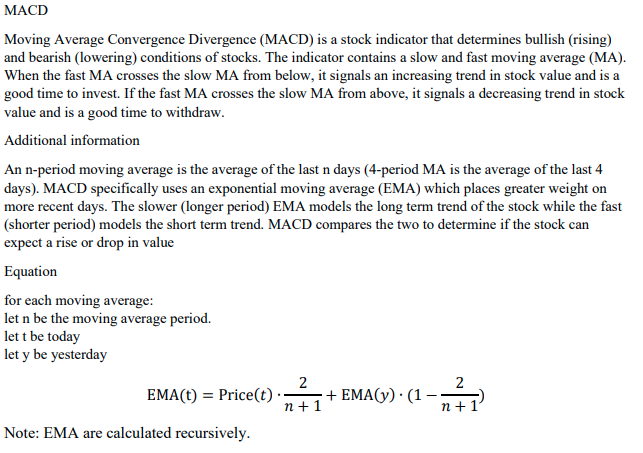 MACD
Moving Average Convergence Divergence (MACD) is a stock indicator that determines bullish (rising)
and bearish (lowering) conditions of stocks. The indicator contains a slow and fast moving average (MA).
When the fast MA crosses the slow MA from below, it signals an increasing trend in stock value and is a
good time to invest. If the fast MA crosses the slow MA from above, it signals a decreasing trend in stock
value and is a good time to withdraw.
Additional information
An n-period moving average is the average of the last n days (4-period MA is the average of the last 4
days). MACD specifically uses an exponential moving average (EMA) which places greater weight on
more recent days. The slower (longer period) EMA models the long term trend of the stock while the fast
(shorter period) models the short term trend. MACD compares the two to determine if the stock can
expect a rise or drop in value
Equation
for each moving average:
let n be the moving average period.
let t be today
let y be yesterday
EMA(t) = Price(t) · 2/(n + 1) + EMA(y) · (1 − 2/(n + 1))
Note: EMA are calculated recursively.